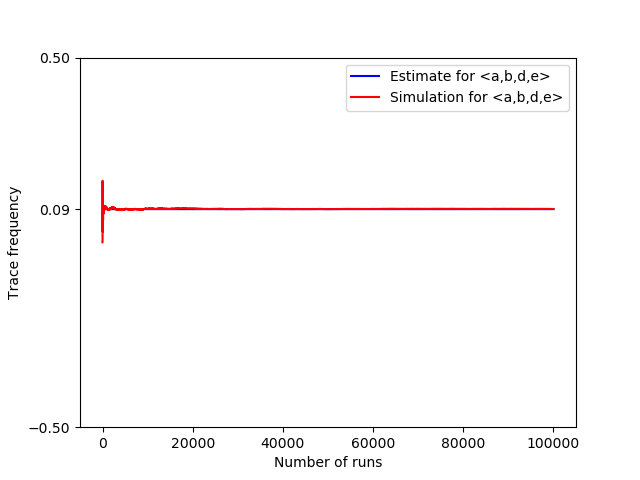 0.50
Estimate for <a,b,d,e>
Simulation for <a,b,d,e>
Trace frequency
0.09
−0.50
0 20000 40000 60000 80000 100000
Number of runs